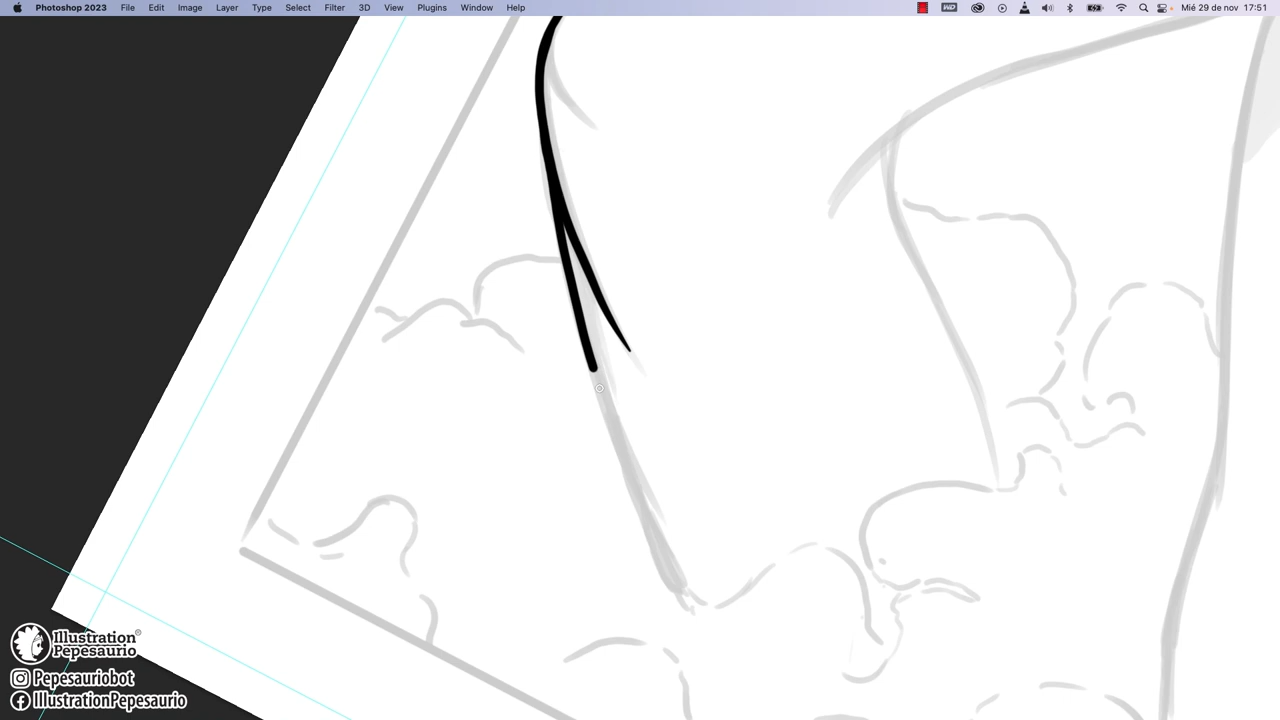 Photoshop 2023 File Edit Image Layer Type Select Filter 3D View Plugins Window Help Mié 29 de nov 17:51
Illustration®
Pepesaurio
Pepesauriobot
IllustrationPepesaurio